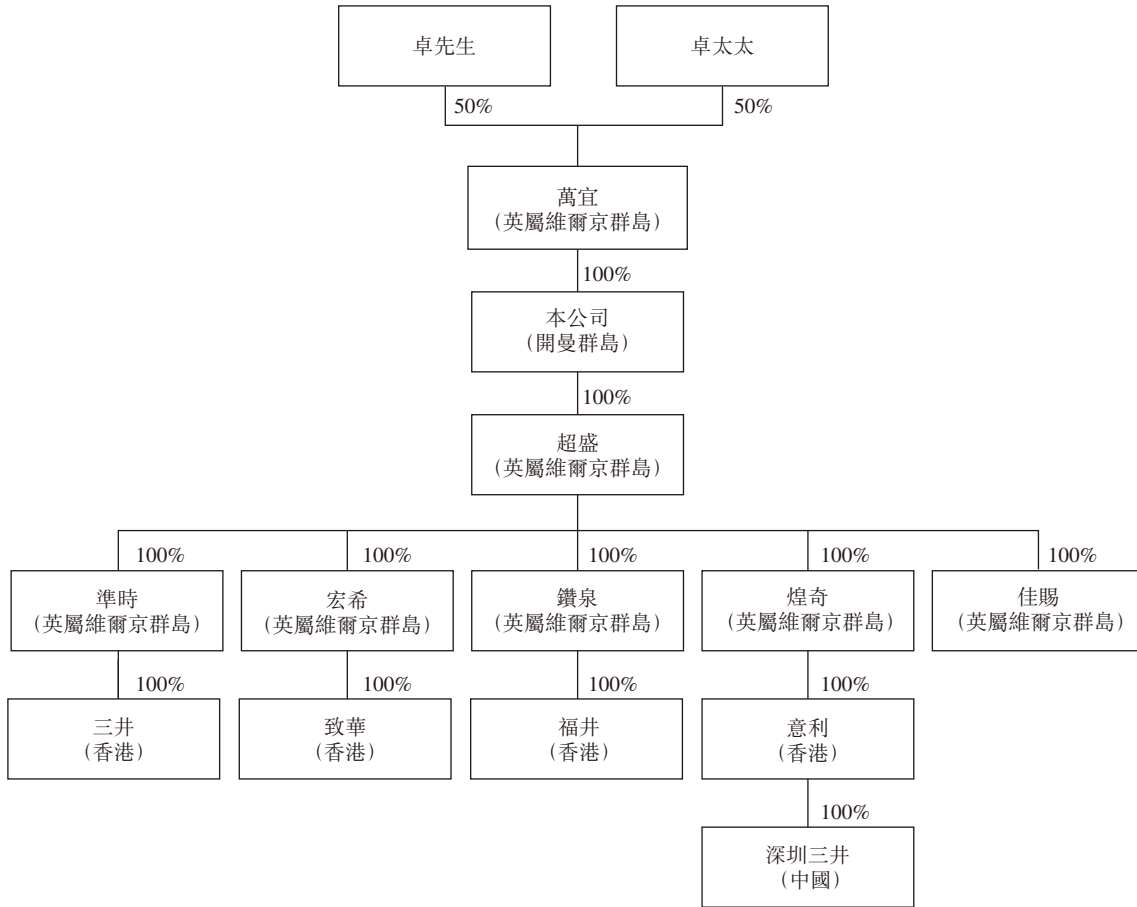 卓先生
卓太太
50%
50%
萬宜
(英屬維爾京群島)
100%
本公司
(開曼群島)
100%
超盛
(英屬維爾京群島)
100%
100%
100%
100%
100%
準時
(英屬維爾京群島)
宏希
(英屬維爾京群島)
鑽泉
(英屬維爾京群島)
煌奇
(英屬維爾京群島)
佳賜
(英屬維爾京群島)
100%
100%
100%
100%
三井
(香港)
致華
(香港)
福井
(香港)
意利
(香港)
100%
深圳三井
(中國)